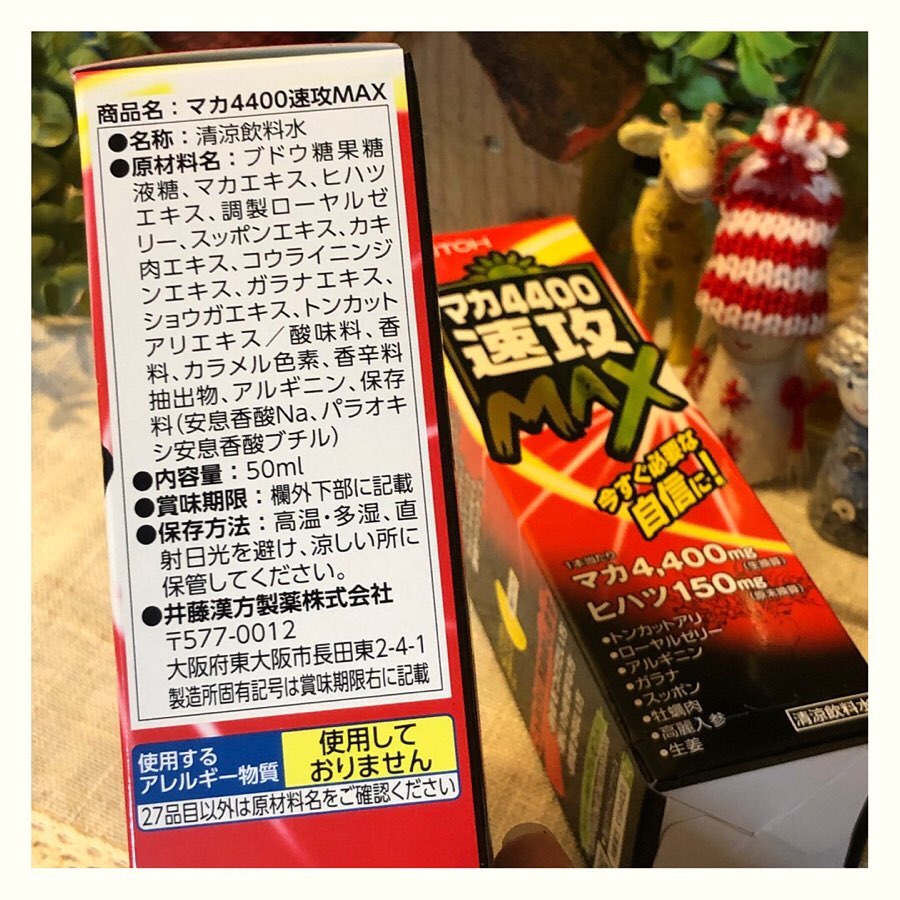 商品名：マカ4400速攻MAX
●名称：清涼飲料水
●原材料名：ブドウ糖果糖
液糖、マカエキス、ヒハツ
エキス、調製ローヤルゼ
リー、スッポンエキス、カキ
肉エキス、コウライニンジ
ンエキス、ガラナエキス、
ショウガエキス、トンカット
アリエキス／酸味料、香
料、カラメル色素、香辛料
抽出物、アルギニン、保存
料(安息香酸Na、パラオキ
シ安息香酸ブチル)
●内容量：50ml
●賞味期限：欄外下部に記載
●保存方法：高温・多湿、直
射日光を避け、涼しい所に
保管してください。
●井藤漢方製薬株式会社
〒577-0012
大阪府東大阪市長田東2-4-1
製造所固有記号は賞味期限右に記載
使用する
アレルギー物質
使用して
おりません
27品目以外は原材料名をご確認ください
ITOH
マカ4400
速攻
MAX
今すぐ必要な
自信に!
1本当たり
マカ4,400mg
(生換算)
ヒハツ150mg
(原末換算)
・トンカットアリ
・ローヤルゼリー
・アルギニン
・ガラナ
・スッポン
・牡蠣肉
・高麗人参
・生姜
清涼飲料水